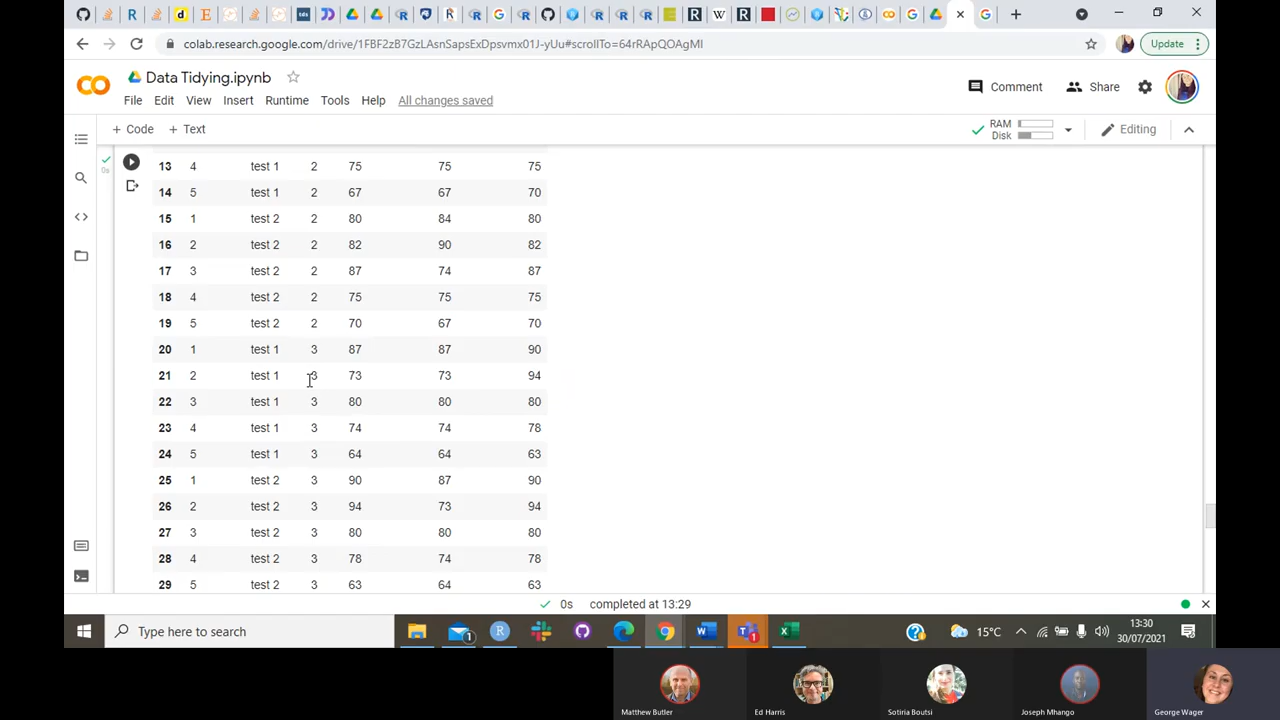 colab.research.google.com/drive/1FBF2zB7GzLAsnSapsExDpsvmx01J-yUu#scrollTo=64rRApQOAgMI
Update
Data Tidying.ipynb
Comment
Share
File Edit View Insert Runtime Tools Help All changes saved
+ Code + Text
RAM
Disk
Editing
0s
13 4 test 1 2 75 75 75
14 5 test 1 2 67 67 70
15 1 test 2 2 80 84 80
16 2 test 2 2 82 90 82
17 3 test 2 2 87 74 87
18 4 test 2 2 75 75 75
19 5 test 2 2 70 67 70
20 1 test 1 3 87 87 90
21 2 test 1 3 73 73 94
22 3 test 1 3 80 80 80
23 4 test 1 3 74 74 78
24 5 test 1 3 64 64 63
25 1 test 2 3 90 87 90
26 2 test 2 3 94 73 94
27 3 test 2 3 80 80 80
28 4 test 2 3 78 74 78
29 5 test 2 3 63 64 63
0s completed at 13:29
Type here to search
15°C
13:30
30/07/2021
Matthew Butler
Ed Harris
Sotiria Boutsi
Joseph Mhango
George Wager